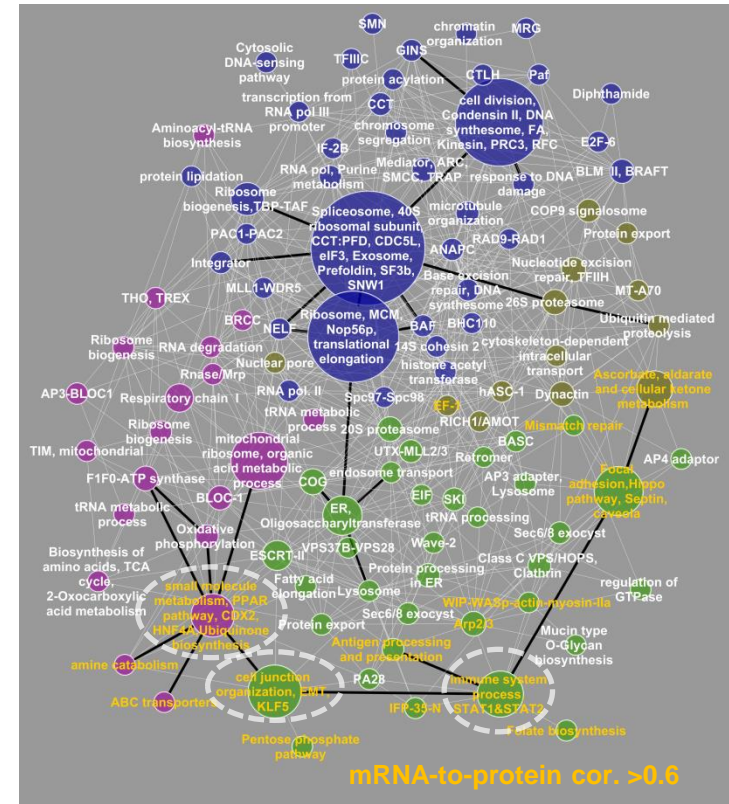 SMN
GINS
chromatin
organization
MRG
Cytosolic
DNA-sensing
pathway
TFIIIC
protein acylation
CTLH
Paf
Diphthamide
transcription from
RNA pol III
promoter
CCT
cell division,
Condensin II, DNA
synthesome, FA,
Kinesin, PRC3, RFC
Aminoacyl-tRNA
biosynthesis
chromosome
segregation
E2F-6
IF-2B
RNA pol, Purine
metabolism
Mediator, ARC,
SMCC, TRAP
response to DNA
damage
BLM II, BRAFT
protein lipidation
Ribosome
biogenesis,TBP-TAF
Spliceosome, 40S
ribosomal subunit,
CCT:PFD, CDC5L,
eIF3, Exosome,
Prefoldin, SF3b,
SNW1
microtubule
organization
COP9 signalosome
PAC1-PAC2
ANAPC
RAD9-RAD1
Protein export
Integrator
Nucleotide excision
repair, TFIIH
MLL1-WDR5
Base excision
repair, DNA
synthesome
26S proteasome
MT-A70
THO, TREX
BRCC
NELF
Ribosome, MCM,
Nop56p,
translational
elongation
BAF
BHC110
Ubiquitin mediated
proteolysis
Ribosome
biogenesis
RNA degradation
Nuclear pore
14S cohesin 2
cytoskeleton-dependent
intracellular
transport
Rnase/Mrp
histone acetyl
transferase
Ascorbate, aldarate
and cellular ketone
metabolism
AP3-BLOC1
Respiratory chain I
RNA pol. II
Spc97-Spc98
hASC-1
Dynactin
EF-1
tRNA metabolic
process
RICH1/AMOT
Ribosome
biogenesis
20S proteasome
Mismatch repair
mitochondrial
ribosome, organic
acid metabolic
process
UTX-MLL2/3
BASC
TIM, mitochondrial
Retromer
AP4 adaptor
endosome transport
F1F0-ATP synthase
COG
AP3 adapter,
Lysosome
Focal
adhesion,Hippo
pathway, Septin,
caveola
BLOC-1
EIF
SKI
tRNA metabolic
process
ER,
Oligosaccharyltransferase
tRNA processing
Oxidative
phosphorylation
Sec6/8 exocyst
Wave-2
ESCRT-II
VPS37B-VPS28
Biosynthesis of
amino acids, TCA
cycle,
2-Oxocarboxylic
acid metabolism
Class C VPS/HOPS,
Clathrin
Protein processing
in ER
Fatty acid
elongation
Lysosome
regulation of
GTPase
small molecule
metabolism, PPAR
pathway, CDX2,
HNF4A,Ubiquinone
biosynthesis
WIP-WASp-actin-myosin-IIa
Sec6/8 exocyst
Protein export
Arp2/3
Antigen processing
and presentation
Mucin type
O-Glycan
biosynthesis
amine catabolism
cell junction
organization, EMT,
KLF5
PA28
immune system
process
STAT1&STAT2
ABC transporters
IFP-35-N
Folate biosynthesis
Pentose phosphate
pathway
mRNA-to-protein cor. >0.6